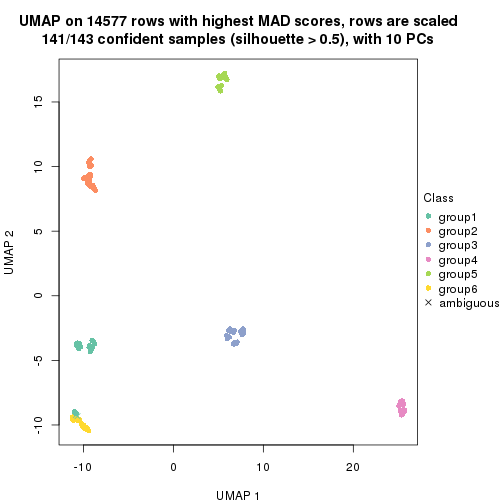 UMAP on 14577 rows with highest MAD scores, rows are scaled
141/143 confident samples (silhouette > 0.5), with 10 PCs
15
10
5
0
-5
-10
UMAP 2
-10
0
10
20
UMAP 1
Class
group1
group2
group3
group4
group5
group6
ambiguous